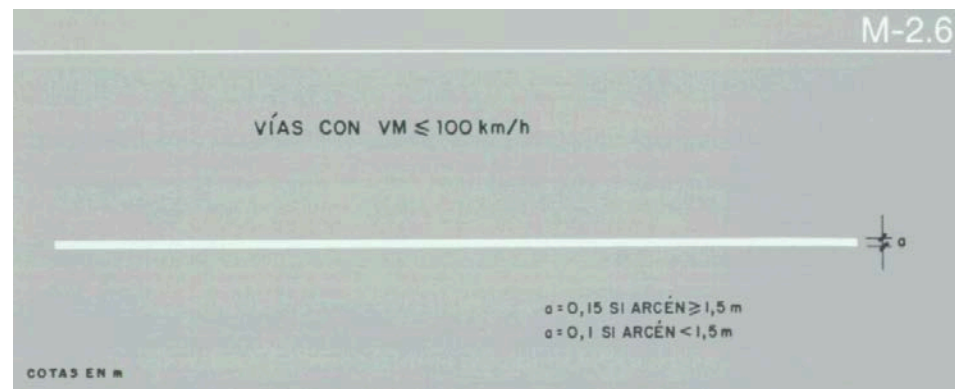 M-2.6
VÍAS CON VM ≤ 100 km/h
a
a = 0,15 SI ARCÉN ≥ 1,5 m
a = 0,1 SI ARCÉN < 1,5 m
COTAS EN m